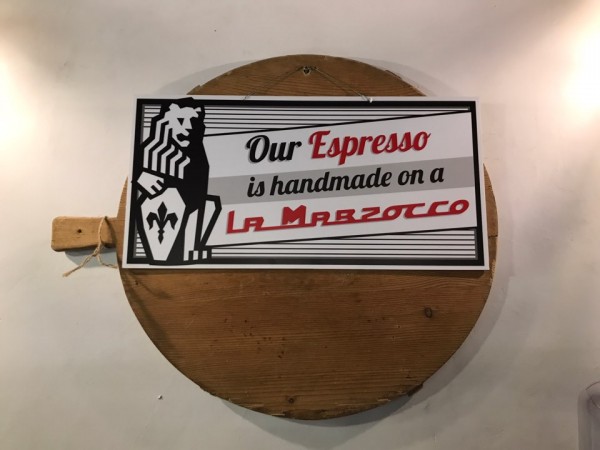 Our Espresso
is handmade on a
La Marzocco